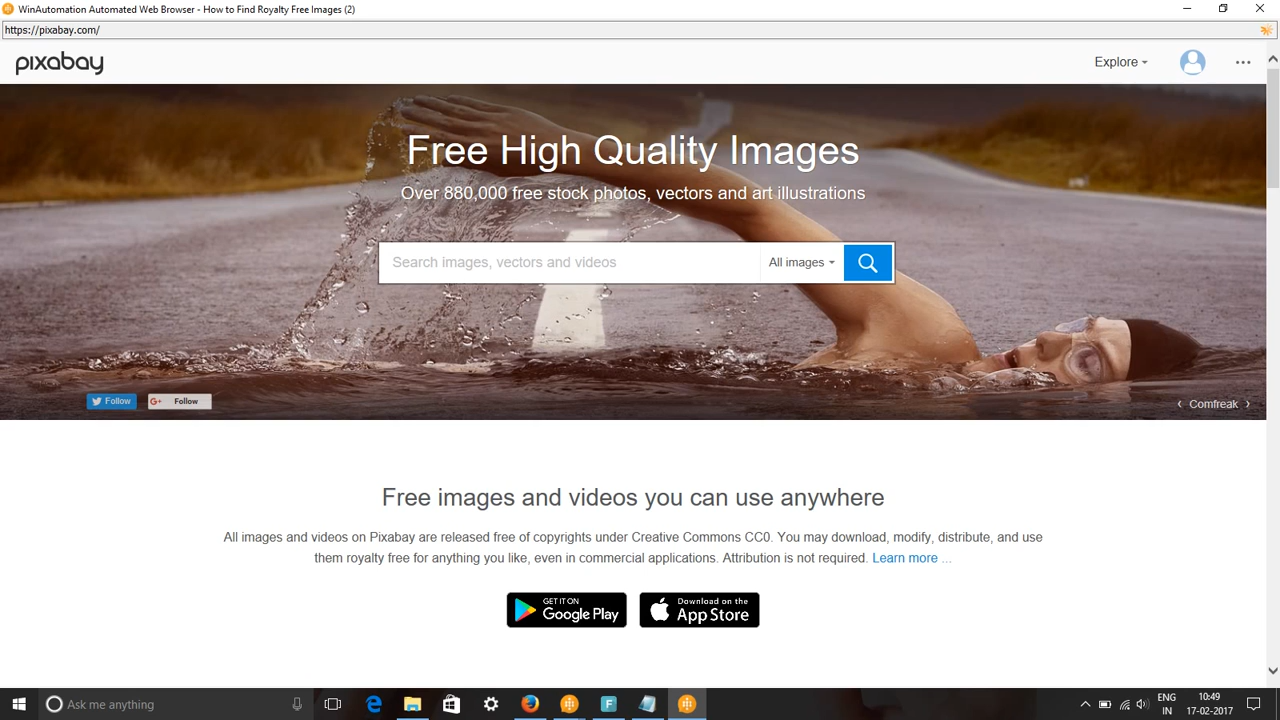 WinAutomation Automated Web Browser - How to Find Royalty Free Images (2)
https://pixabay.com/
pixabay
Explore
Free High Quality Images
Over 880,000 free stock photos, vectors and art illustrations
Search images, vectors and videos
All images
Follow
G+ Follow
‹ Comfreak ›
Free images and videos you can use anywhere
All images and videos on Pixabay are released free of copyrights under Creative Commons CC0. You may download, modify, distribute, and use
them royalty free for anything you like, even in commercial applications. Attribution is not required. Learn more ...
GET IT ON
Google Play
Download on the
App Store
Ask me anything
ENG
IN
10:49
17-02-2017